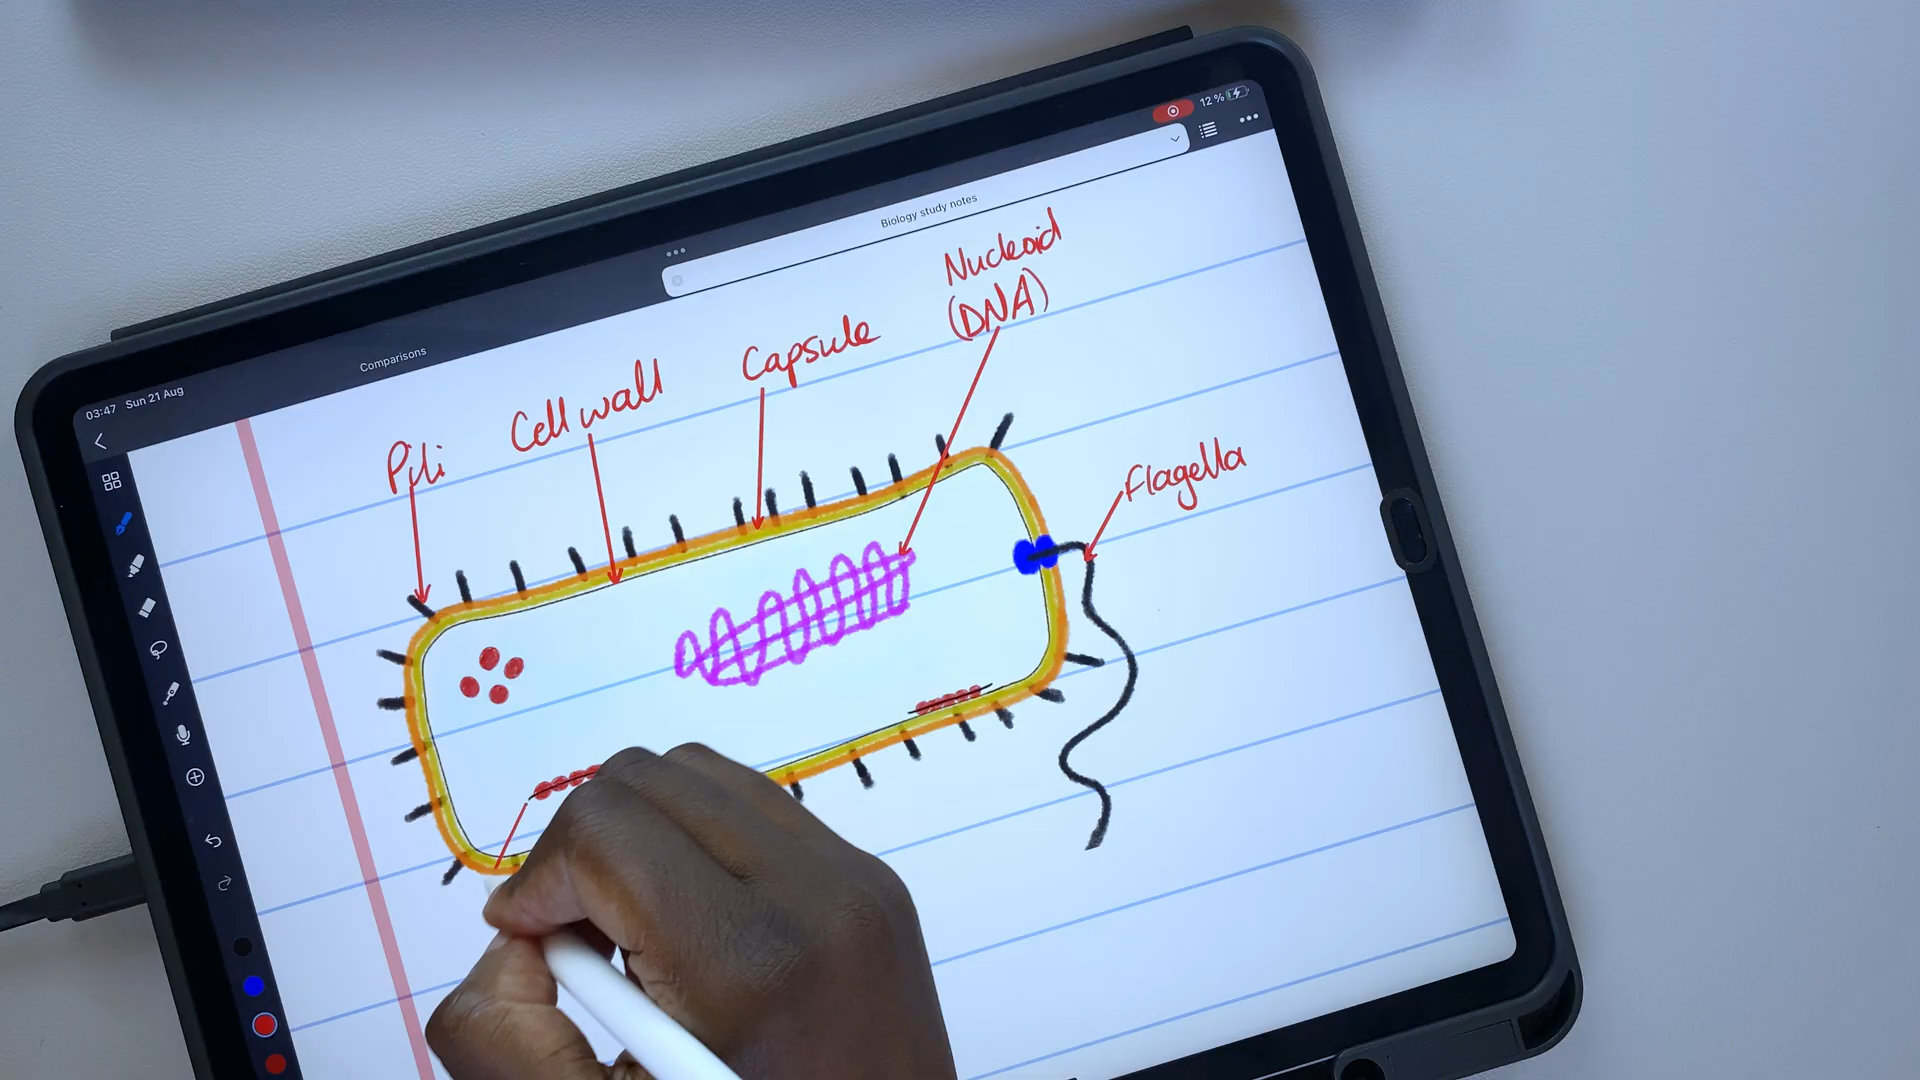 03:47 Sun 21 Aug
12 %
Comparisons
Biology study notes
Nucleoid
(DNA)
Capsule
Cell wall
Pili
Flagella